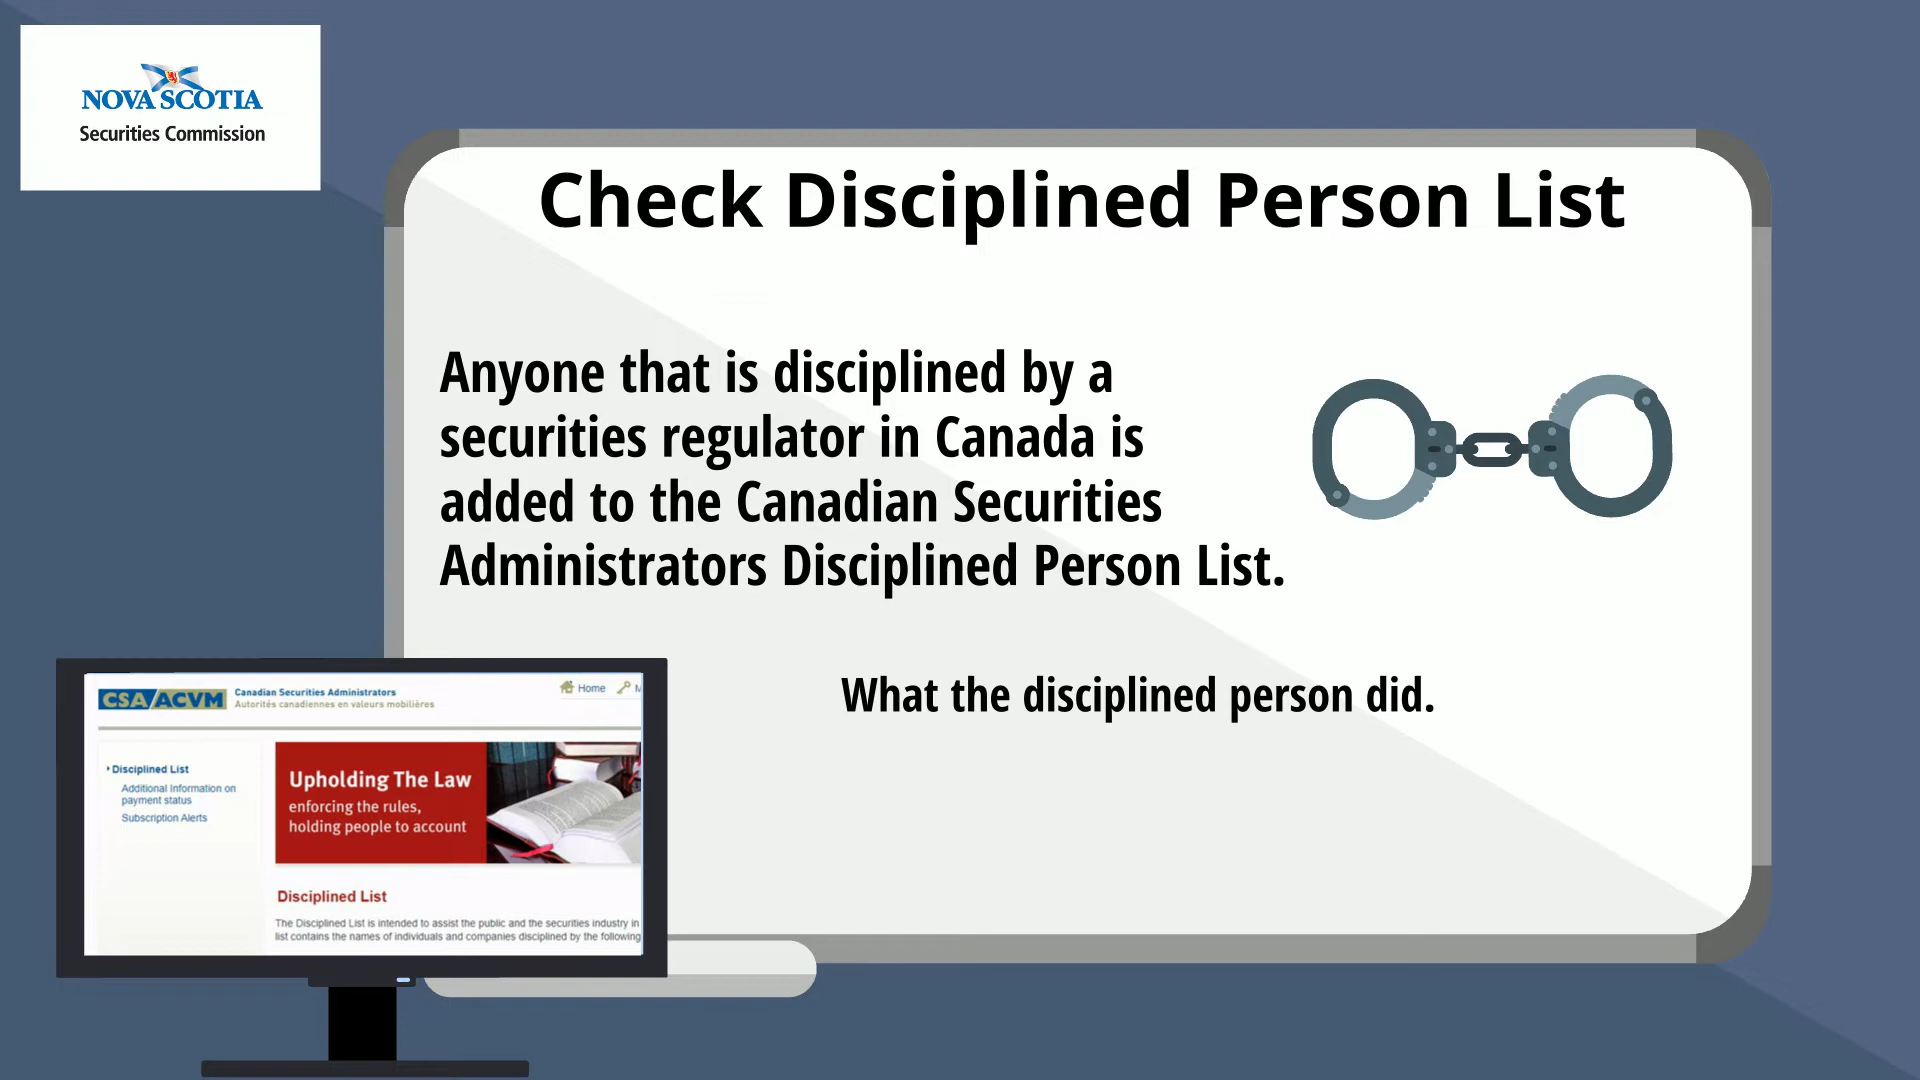 NOVA SCOTIA
Securities Commission
Check Disciplined Person List
Anyone that is disciplined by a
securities regulator in Canada is
added to the Canadian Securities
Administrators Disciplined Person List.
What the disciplined person did.
CSA/ACVM
Canadian Securities Administrators
Autorités canadiennes en valeurs mobilières
Home
M
Disciplined List
Additional Information on
payment status
Subscription Alerts
Upholding The Law
enforcing the rules,
holding people to account
Disciplined List
The Disciplined List is intended to assist the public and the securities industry in
list contains the names of individuals and companies disciplined by the following